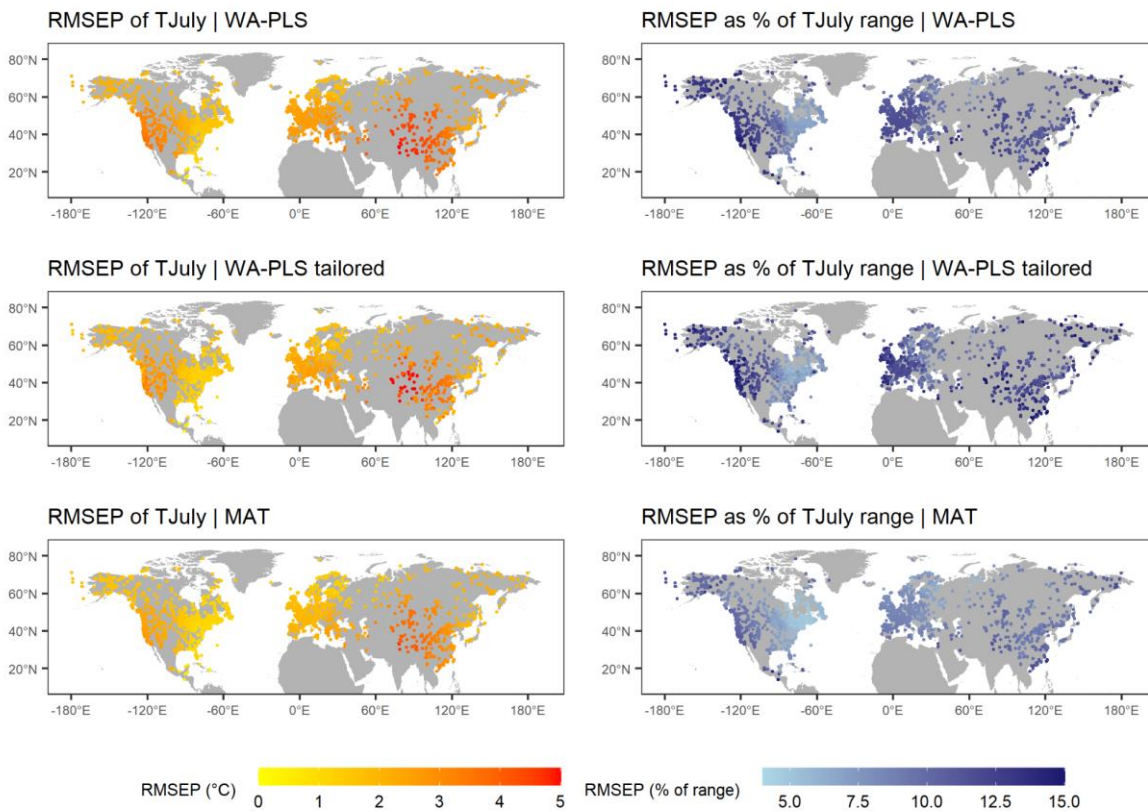 RMSEP of TJuly | WA-PLS
80°N
60°N
40°N
20°N
-180°E -120°E -60°E 0°E 60°E 120°E 180°E
RMSEP as % of TJuly range | WA-PLS
80°N
60°N
40°N
20°N
-180°E -120°E -60°E 0°E 60°E 120°E 180°E
RMSEP of TJuly | WA-PLS tailored
80°N
60°N
40°N
20°N
-180°E -120°E -60°E 0°E 60°E 120°E 180°E
RMSEP as % of TJuly range | WA-PLS tailored
80°N
60°N
40°N
20°N
-180°E -120°E -60°E 0°E 60°E 120°E 180°E
RMSEP of TJuly | MAT
80°N
60°N
40°N
20°N
-180°E -120°E -60°E 0°E 60°E 120°E 180°E
RMSEP as % of TJuly range | MAT
80°N
60°N
40°N
20°N
-180°E -120°E -60°E 0°E 60°E 120°E 180°E
RMSEP (°C)
0 1 2 3 4 5
RMSEP (% of range)
5.0 7.5 10.0 12.5 15.0